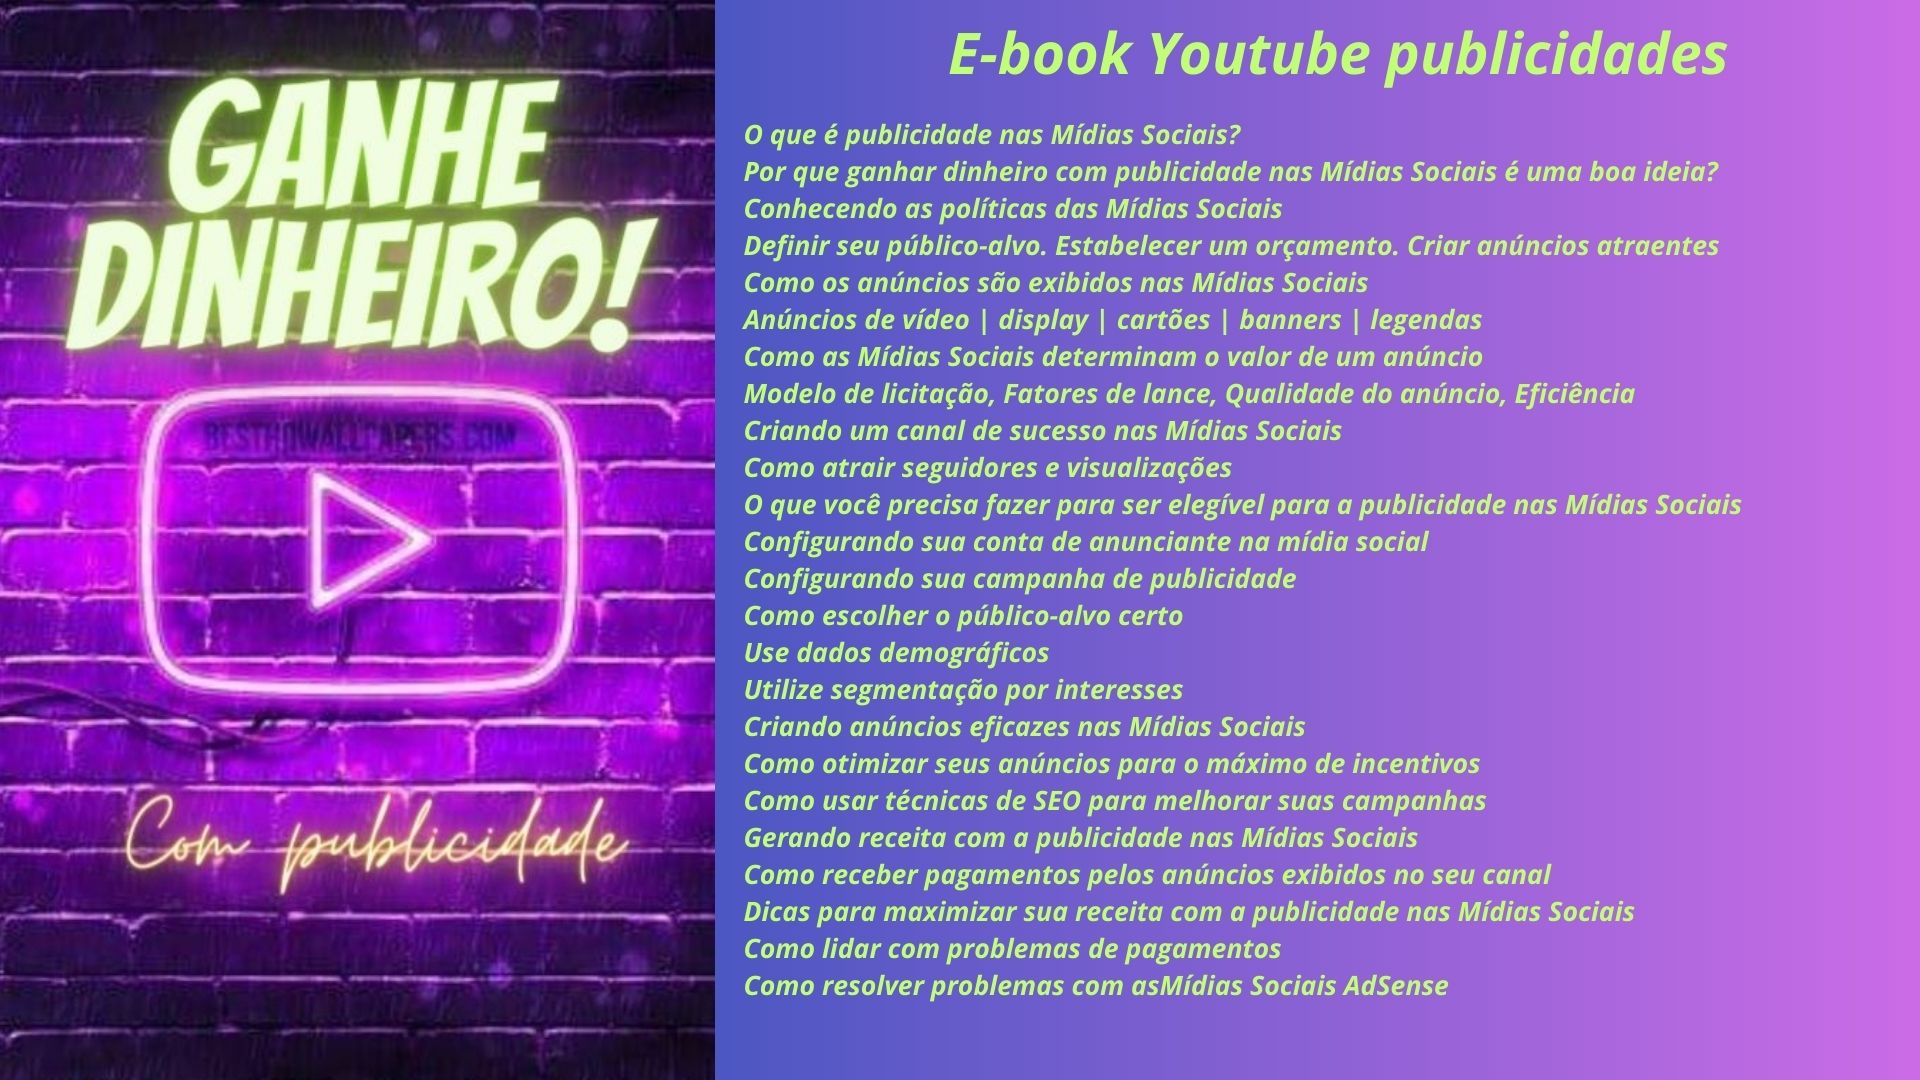 GANHE
DINHEIRO!
BESTHDWALLPAPERS.COM
Com publicidade
E-book Youtube publicidades
O que é publicidade nas Mídias Sociais?
Por que ganhar dinheiro com publicidade nas Mídias Sociais é uma boa ideia?
Conhecendo as políticas das Mídias Sociais
Definir seu público-alvo. Estabelecer um orçamento. Criar anúncios atraentes
Como os anúncios são exibidos nas Mídias Sociais
Anúncios de vídeo | display | cartões | banners | legendas
Como as Mídias Sociais determinam o valor de um anúncio
Modelo de licitação, Fatores de lance, Qualidade do anúncio, Eficiência
Criando um canal de sucesso nas Mídias Sociais
Como atrair seguidores e visualizações
O que você precisa fazer para ser elegível para a publicidade nas Mídias Sociais
Configurando sua conta de anunciante na mídia social
Configurando sua campanha de publicidade
Como escolher o público-alvo certo
Use dados demográficos
Utilize segmentação por interesses
Criando anúncios eficazes nas Mídias Sociais
Como otimizar seus anúncios para o máximo de incentivos
Como usar técnicas de SEO para melhorar suas campanhas
Gerando receita com a publicidade nas Mídias Sociais
Como receber pagamentos pelos anúncios exibidos no seu canal
Dicas para maximizar sua receita com a publicidade nas Mídias Sociais
Como lidar com problemas de pagamentos
Como resolver problemas com asMídias Sociais AdSense